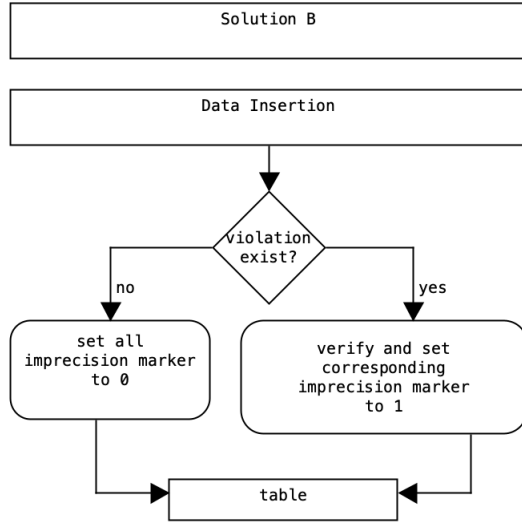 Solution B
Data Insertion
violation
exist?
no
yes
set all
imprecision marker
to 0
verify and set
corresponding
imprecision marker
to 1
table